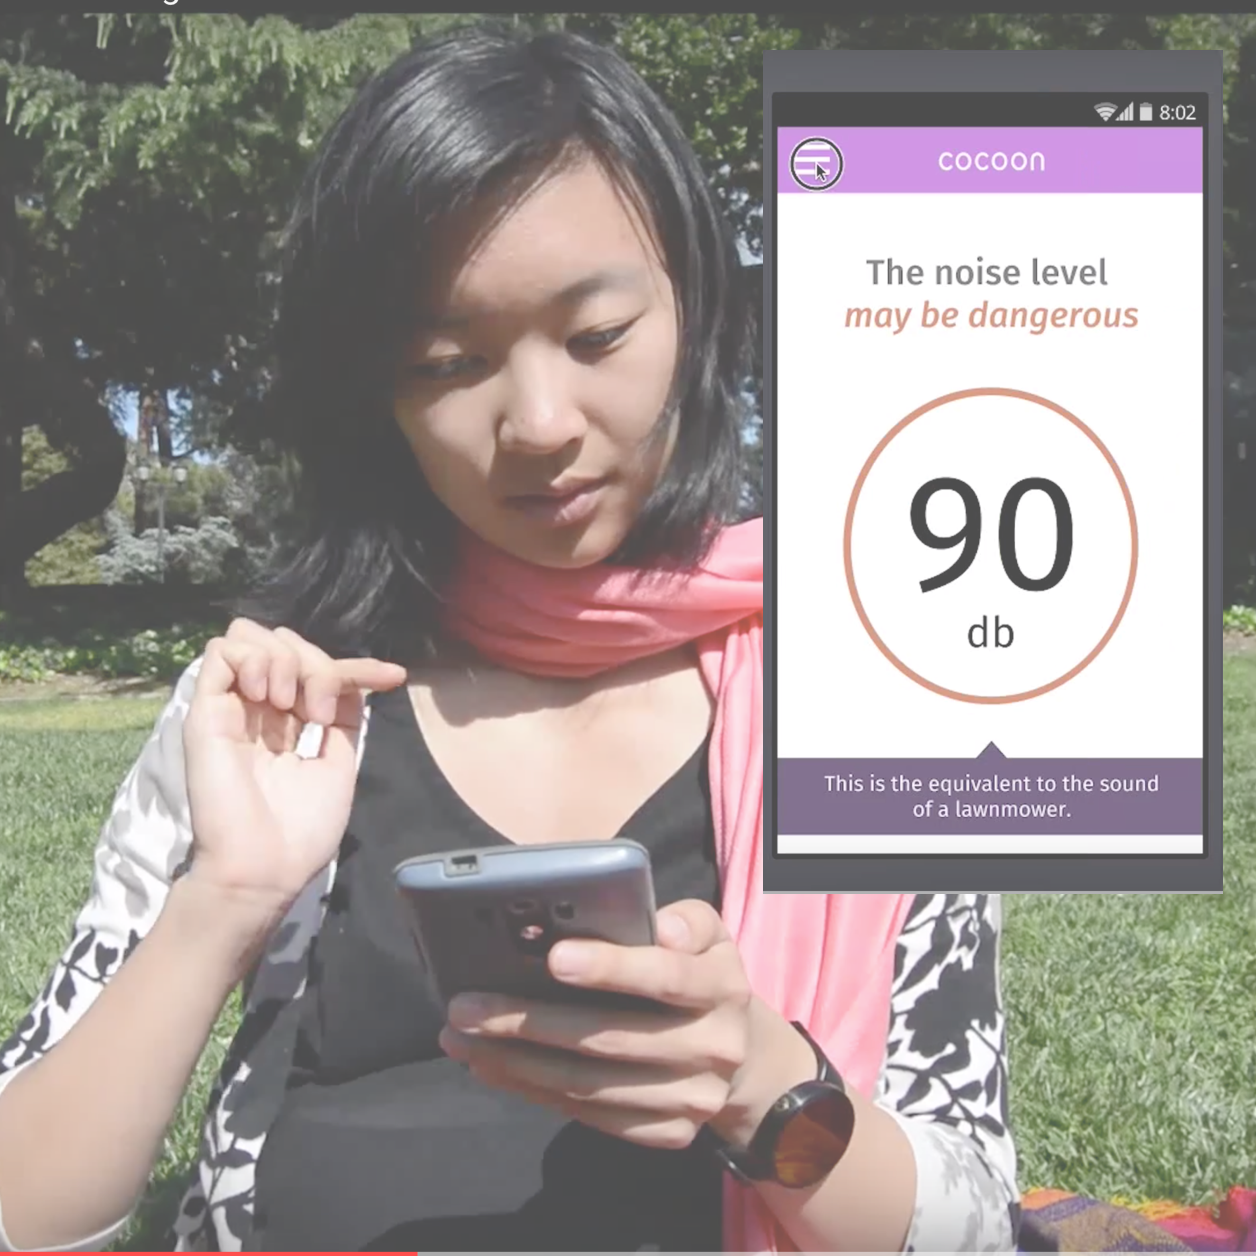 8:02
cocoon
The noise level
may be dangerous
90
db
This is the equivalent to the sound
of a lawnmower.